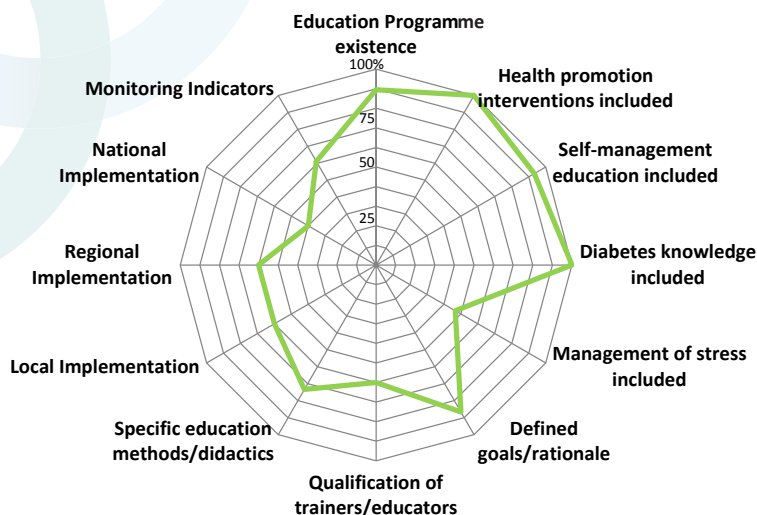 Education Programme
existence
100%
Health promotion
interventions included
Monitoring Indicators
75
National
Implementation
Self-management
education included
50
25
Regional
Implementation
Diabetes knowledge
included
Local Implementation
Management of stress
included
Specific education
methods/didactics
Defined
goals/rationale
Qualification of
trainers/educators